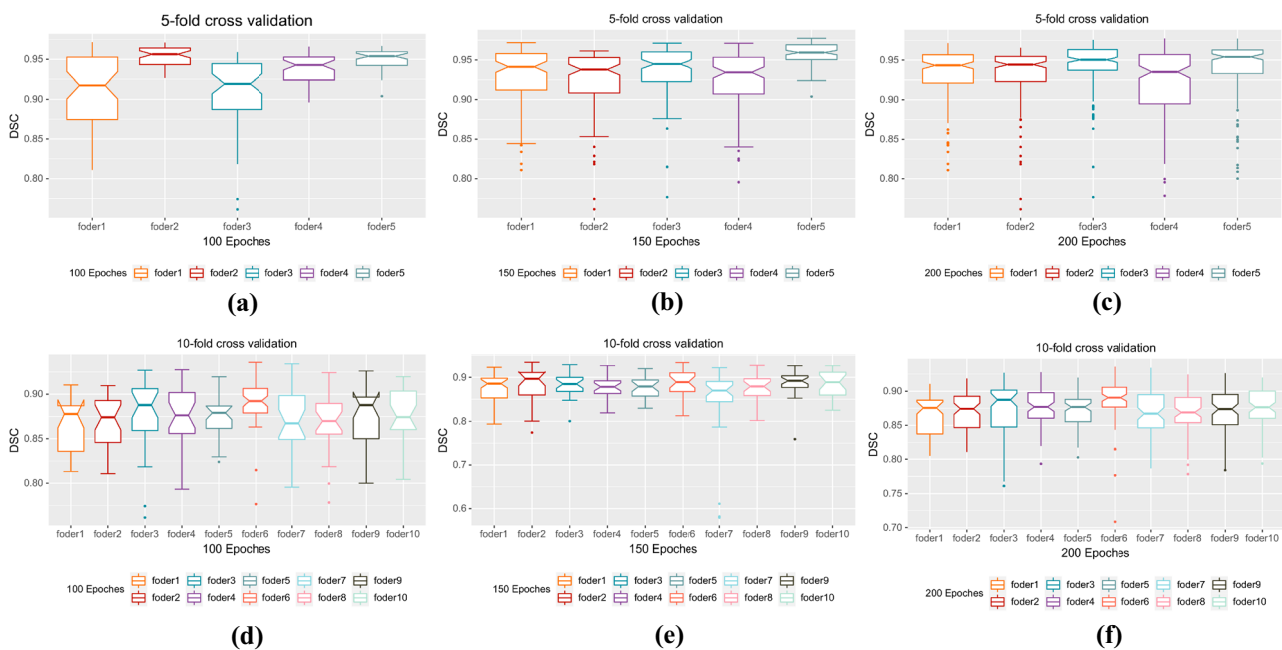 5-fold cross validation
0.95
0.90
0.85
0.80
DSC
foder1 foder2 foder3 foder4 foder5
100 Epoches
100 Epoches foder1 foder2 foder3 foder4 foder5
(a)
5-fold cross validation
0.95
0.90
0.85
0.80
DSC
foder1 foder2 foder3 foder4 foder5
150 Epoches
150 Epoches foder1 foder2 foder3 foder4 foder5
(b)
5-fold cross validation
0.95
0.90
0.85
0.80
DSC
foder1 foder2 foder3 foder4 foder5
200 Epoches
200 Epoches foder1 foder2 foder3 foder4 foder5
(c)
10-fold cross validation
0.90
0.85
0.80
DSC
foder1 foder2 foder3 foder4 foder5 foder6 foder7 foder8 foder9 foder10
100 Epoches
100 Epoches
foder1 foder3 foder5 foder7 foder9
foder2 foder4 foder6 foder8 foder10
(d)
10-fold cross validation
0.9
0.8
0.7
0.6
DSC
foder1 foder2 foder3 foder4 foder5 foder6 foder7 foder8 foder9 foder10
150 Epoches
150 Epoches
foder1 foder3 foder5 foder7 foder9
foder2 foder4 foder6 foder8 foder10
(e)
10-fold cross validation
0.90
0.85
0.80
0.75
0.70
DSC
foder1 foder2 foder3 foder4 foder5 foder6 foder7 foder8 foder9 foder10
200 Epoches
200 Epoches
foder1 foder3 foder5 foder7 foder9
foder2 foder4 foder6 foder8 foder10
(f)